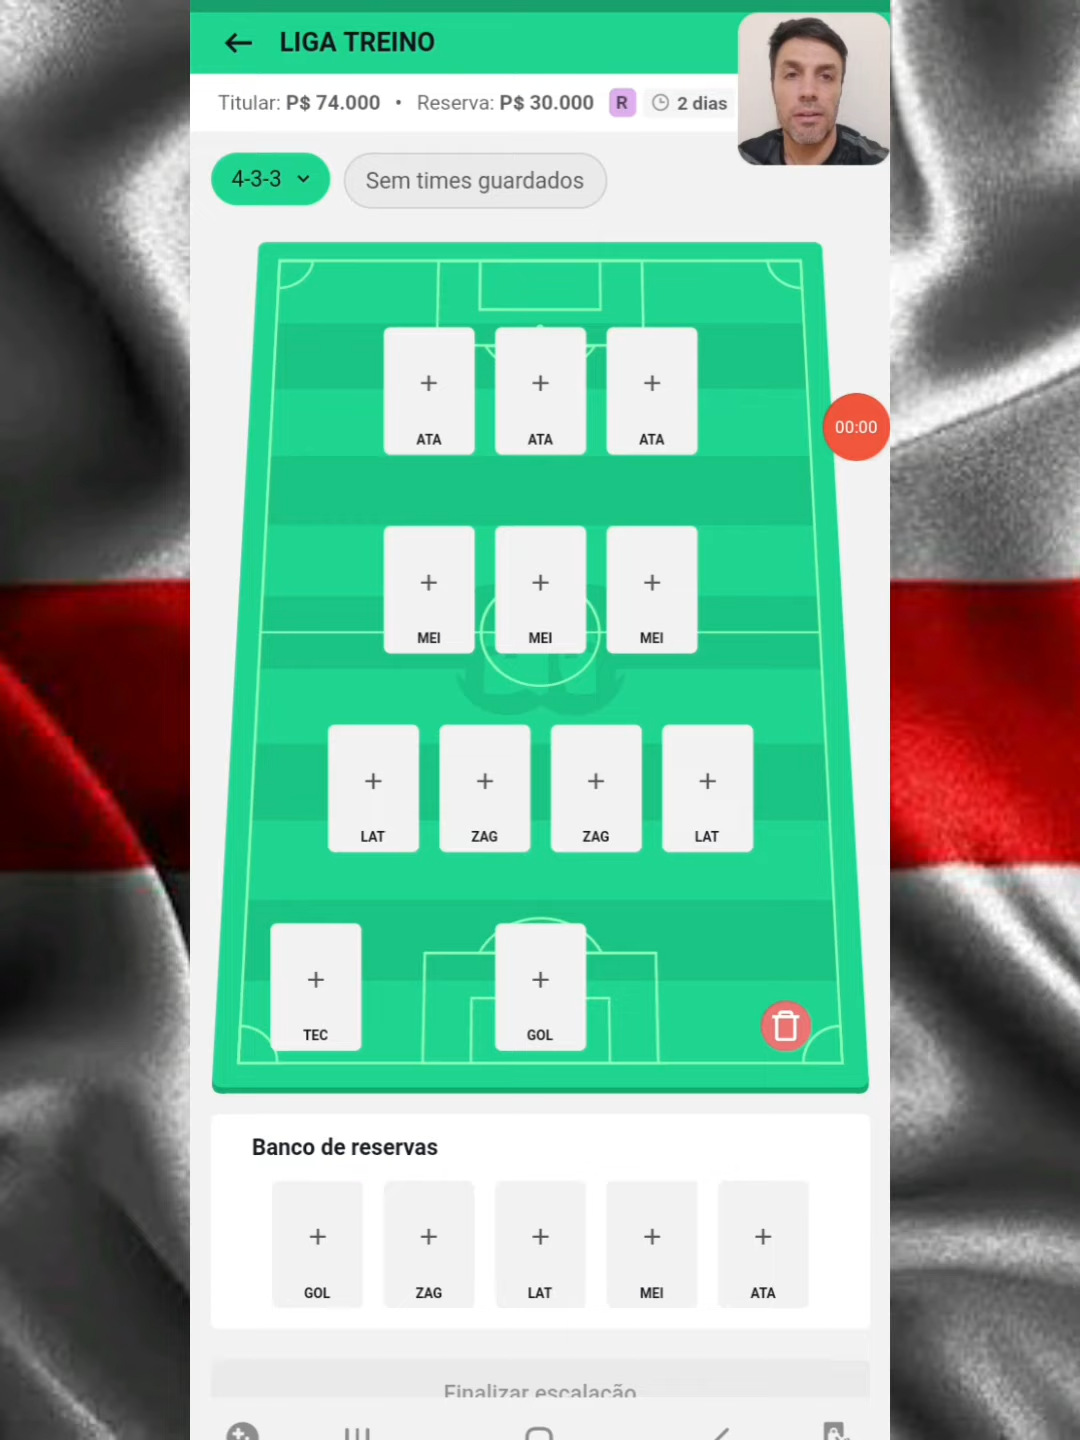 LIGA TREINO
Titular: P$ 74.000 • Reserva: P$ 30.000 R 2 dias
4-3-3 Sem times guardados
ATA ATA ATA
00:00
MEI MEI MEI
LAT ZAG ZAG LAT
TEC GOL
Banco de reservas
GOL ZAG LAT MEI ATA
Finalizar escalação